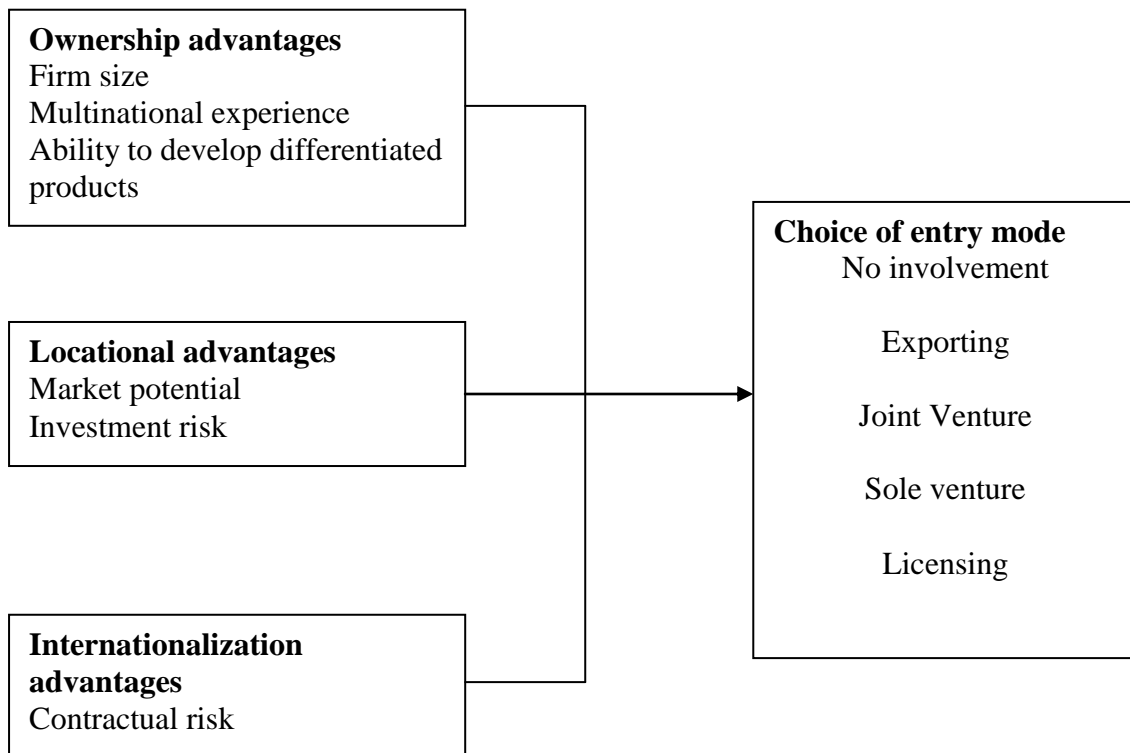 Ownership advantages
Firm size
Multinational experience
Ability to develop differentiated
products
Locational advantages
Market potential
Investment risk
Internationalization
advantages
Contractual risk
Choice of entry mode
No involvement
Exporting
Joint Venture
Sole venture
Licensing